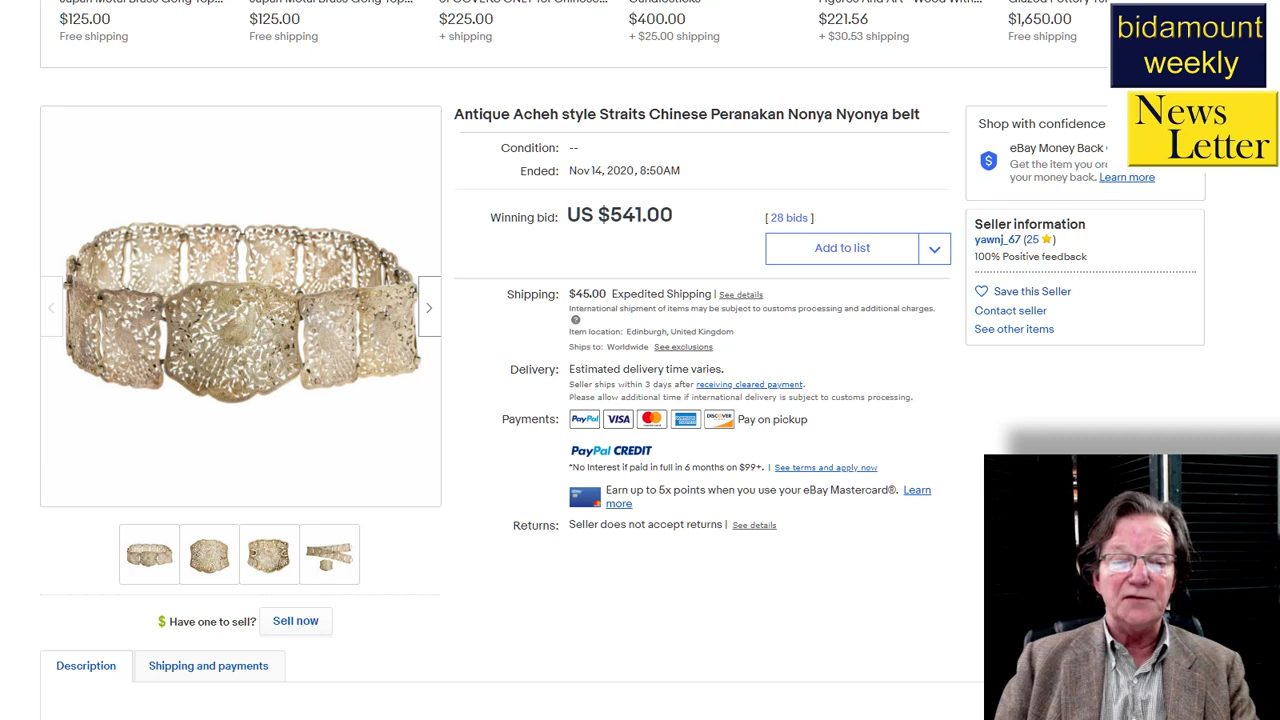 $125.00
Free shipping
$125.00
Free shipping
$225.00
+ shipping
$400.00
+ $25.00 shipping
$221.56
+ $30.53 shipping
$1,650.00
Free shipping
bidamount
weekly
News
Letter
Antique Acheh style Straits Chinese Peranakan Nonya Nyonya belt
Condition: --
Ended: Nov 14, 2020 , 8:50AM
Winning bid: US $541.00
[ 28 bids ]
Add to list
Shipping: $45.00 Expedited Shipping | See details
International shipment of items may be subject to customs processing and additional charges.
Item location: Edinburgh, United Kingdom
Ships to: Worldwide See exclusions
Delivery: Estimated delivery time varies.
Seller ships within 3 days after receiving cleared payment.
Please allow additional time if international delivery is subject to customs processing.
Payments: PayPal VISA Pay on pickup
PayPal CREDIT
*No Interest if paid in full in 6 months on $99+. | See terms and apply now
Earn up to 5x points when you use your eBay Mastercard®. Learn
more
Returns: Seller does not accept returns | See details
Shop with confidence
eBay Money Back
Get the item you
your money back. Learn more
Seller information
yawnj_67 (25 )
100% Positive feedback
Save this Seller
Contact seller
See other items
$ Have one to sell? Sell now
Description
Shipping and payments